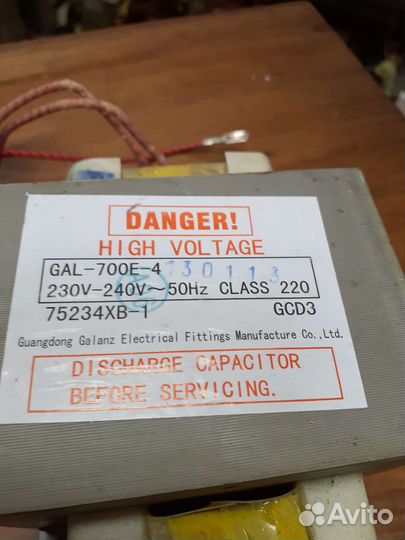 DANGER!
HIGH VOLTAGE
GAL-700E-4 130113
230V-240V~50Hz CLASS 220
75234XB-1 GCD3
Guangdong Galanz Electrical Fittings Manufacture Co.,Ltd.
DISCHARGE CAPACITOR
BEFORE SERVICING.
Avito